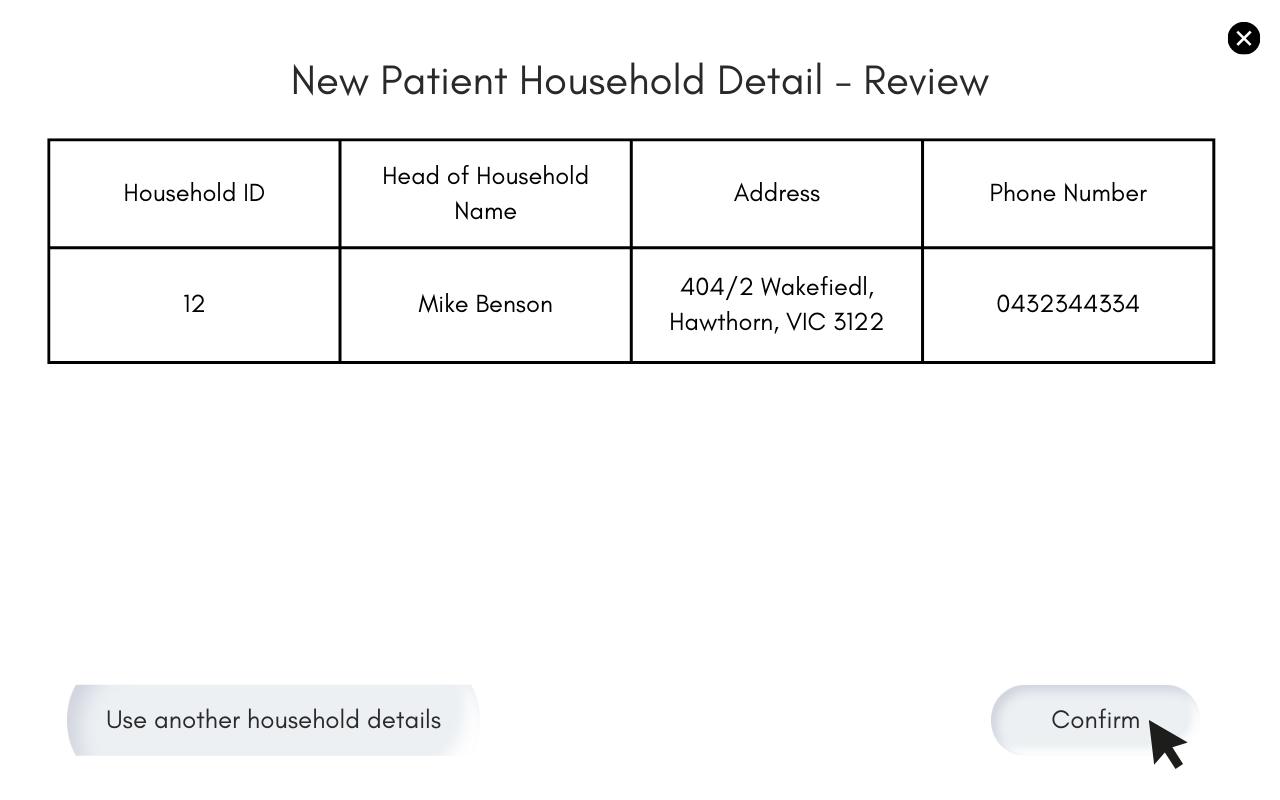 New Patient Household Detail - Review
Household ID
Head of Household
Name
Address
Phone Number
12
Mike Benson
404/2 Wakefiedl,
Hawthorn, VIC 3122
0432344334
Use another household details
Confirm